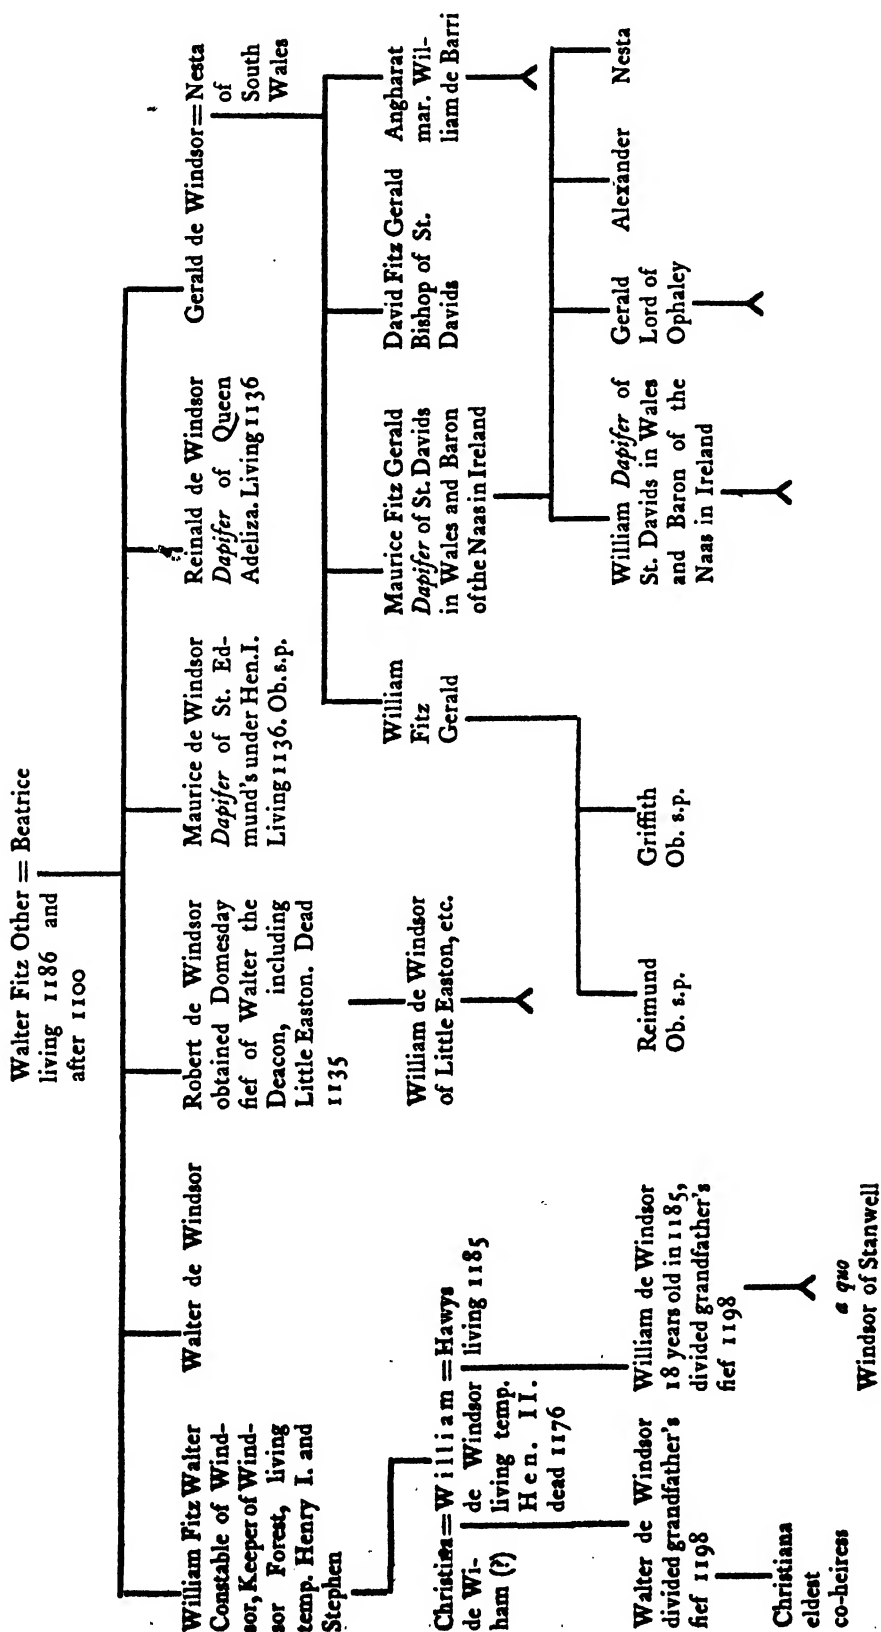 Walter Fitz Other = Beatrice
living 1186 and
after 1100
William Fitz Walter
Constable of Wind-
sor, Keeper of Wind-
sor Forest, living
temp. Henry I. and
Stephen
Walter de Windsor
Robert de Windsor
obtained Domesday
fief of Walter the
Deacon, including
Little Easton. Dead
1135
Maurice de Windsor
Dapifer of St. Ed-
mund's under Hen. I.
Living 1136. Ob. s.p.
Reinald de Windsor
Dapifer of Queen
Adeliza. Living 1136
Gerald de Windsor = Nesta
of
South
Wales
Christina = William = Hawys
de Wi-
ham (?)
de Windsor
living temp.
Hen. II.
dead 1176
living 1185
William de Windsor
of Little Easton, etc.
William
Fitz
Gerald
Maurice Fitz Gerald
Dapifer of St. Davids
in Wales and Baron
of the Naas in Ireland
David Fitz Gerald
Bishop of St.
Davids
Angharat
mar. Wil-
liam de Barri
Walter de Windsor
divided grandfather's
fief 1198
William de Windsor
18 years old in 1185,
divided grandfather's
fief 1198
Reimund
Ob. s.p.
Griffith
Ob. s.p.
William Dapifer of
St. Davids in Wales
and Baron of the
Naas in Ireland
Gerald
Lord of
Ophaley
Alexander
Nesta
Christiana
eldest
co-heiress
a quo
Windsor of Stanwell